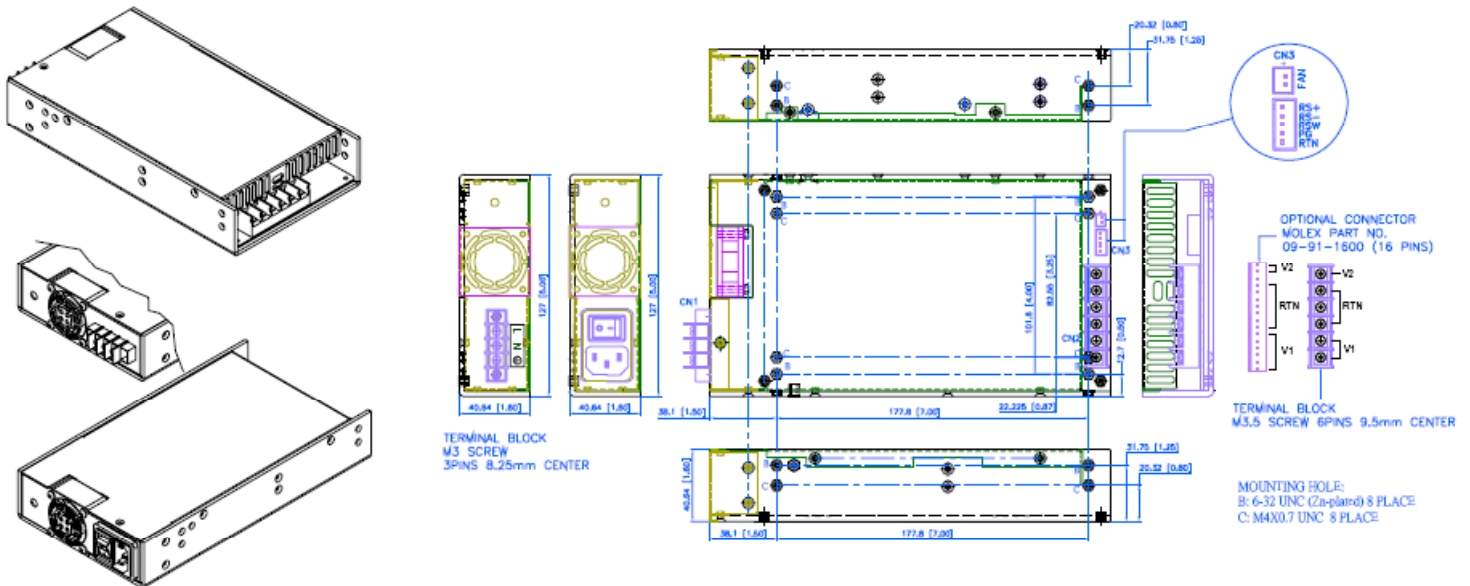 20.32 [0.80]
31.75 [1.25]
C
B
C
B
CN3
FAN
RS+
RS-
RTN
127 [5.00]
L
N
127 [5.00]
CN1
B
C
B
C
CN3
101.6 [4.00]
82.55 [3.25]
CN2
12.7 [0.50]
C
B
C
B
OPTIONAL CONNECTOR
MOLEX PART NO.
09-91-1600 (16 PINS)
V2
RTN
V1
V2
RTN
V1
40.64 [1.60]
40.64 [1.60]
38.1 [1.50]
177.8 [7.00]
22.225 [0.87]
TERMINAL BLOCK
M3 SCREW
3PINS 8.25mm CENTER
TERMINAL BLOCK
M3.5 SCREW 6PINS 9.5mm CENTER
40.64 [1.60]
B
C
B
C
31.75 [1.25]
20.32 [0.80]
38.1 [1.50]
177.8 [7.00]
MOUNTING HOLE:
B: 6-32 UNC (Zn-plated) 8 PLACE
C: M4X0.7 UNC 8 PLACE